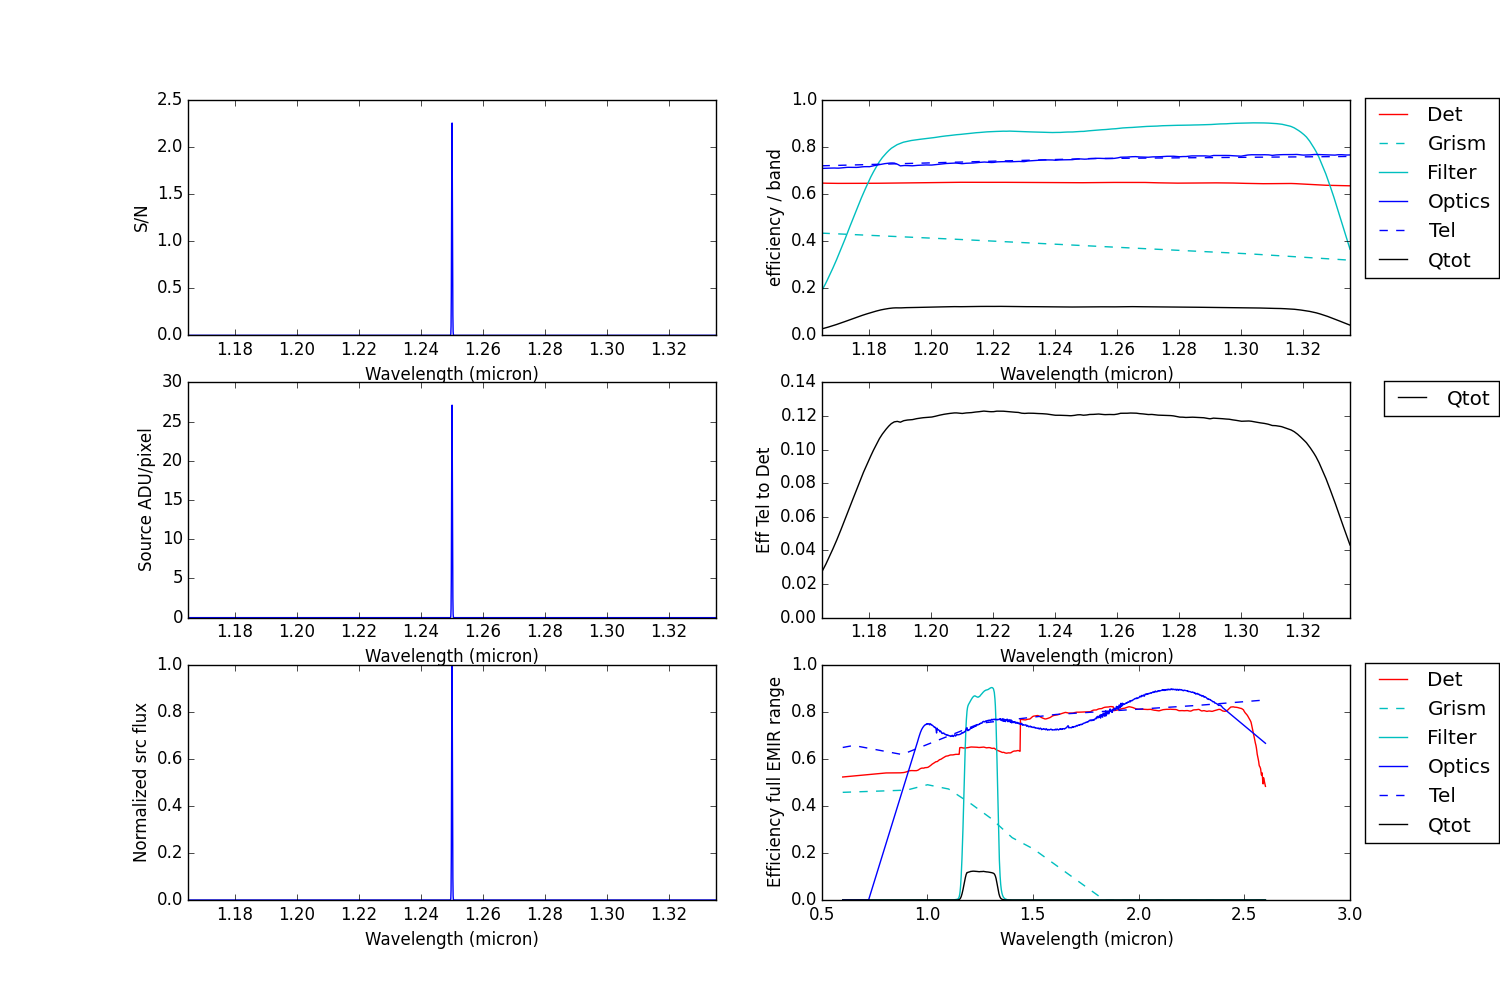 2.5
2.0
1.5
1.0
0.5
0.0
S/N
1.18 1.20 1.22 1.24 1.26 1.28 1.30 1.32
Wavelength (micron)
1.0
0.8
0.6
0.4
0.2
0.0
efficiency / band
1.18 1.20 1.22 1.24 1.26 1.28 1.30 1.32
Wavelength (micron)
Det
Grism
Filter
Optics
Tel
Qtot
30
25
20
15
10
5
0
Source ADU/pixel
1.18 1.20 1.22 1.24 1.26 1.28 1.30 1.32
Wavelength (micron)
0.14
0.12
0.10
0.08
0.06
0.04
0.02
0.00
Eff Tel to Det
1.18 1.20 1.22 1.24 1.26 1.28 1.30 1.32
Wavelength (micron)
Qtot
1.0
0.8
0.6
0.4
0.2
0.0
Normalized src flux
1.18 1.20 1.22 1.24 1.26 1.28 1.30 1.32
Wavelength (micron)
1.0
0.8
0.6
0.4
0.2
0.0
Efficiency full EMIR range
0.5 1.0 1.5 2.0 2.5 3.0
Wavelength (micron)
Det
Grism
Filter
Optics
Tel
Qtot